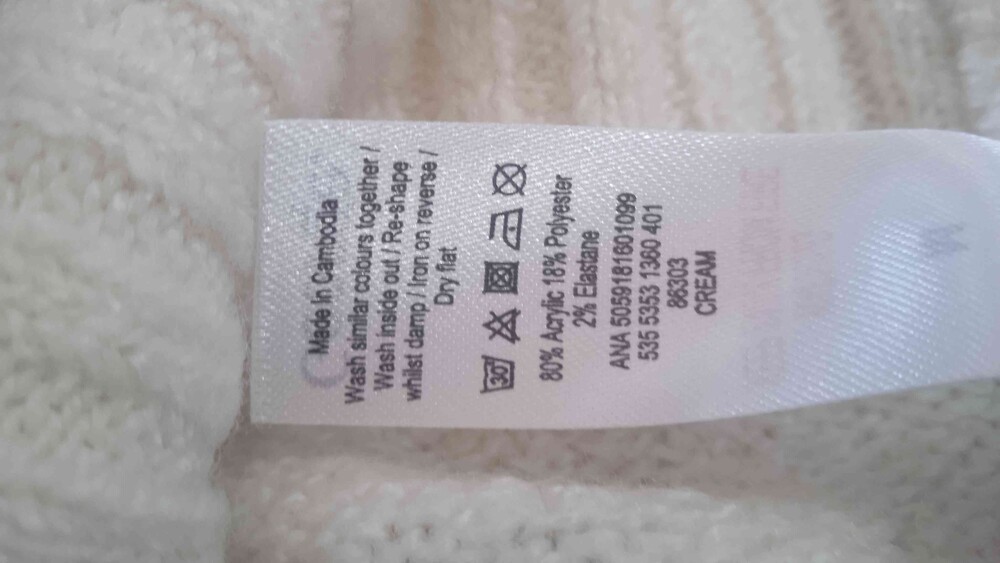 Made in Cambodia
Wash similar colours together /
Wash inside out / Re-shape
whilst damp / Iron on reverse /
Dry flat
30
80% Acrylic 18% Polyester
2% Elastane
ANA 5059181601099
535 5353 1360 401
86303
CREAM